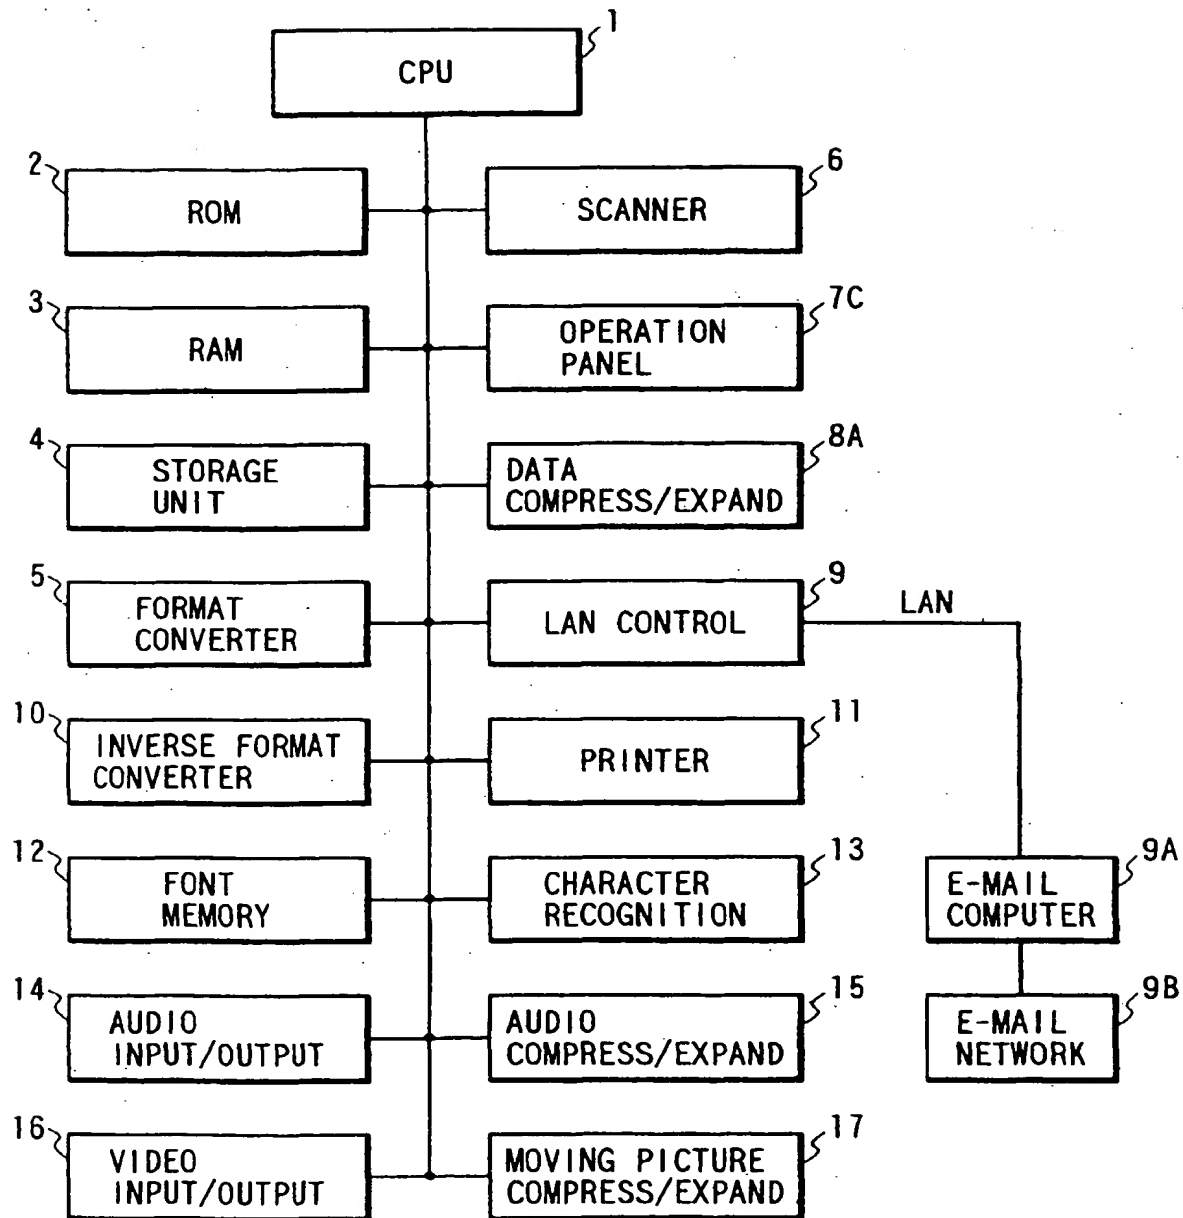 1
CPU
2
ROM
6
SCANNER
3
RAM
7C
OPERATION
PANEL
4
STORAGE
UNIT
8A
DATA
COMPRESS/EXPAND
5
FORMAT
CONVERTER
9
LAN CONTROL
LAN
10
INVERSE FORMAT
CONVERTER
11
PRINTER
12
FONT
MEMORY
13
CHARACTER
RECOGNITION
9A
E-MAIL
COMPUTER
14
AUDIO
INPUT/OUTPUT
15
AUDIO
COMPRESS/EXPAND
9B
E-MAIL
NETWORK
16
VIDEO
INPUT/OUTPUT
17
MOVING PICTURE
COMPRESS/EXPAND